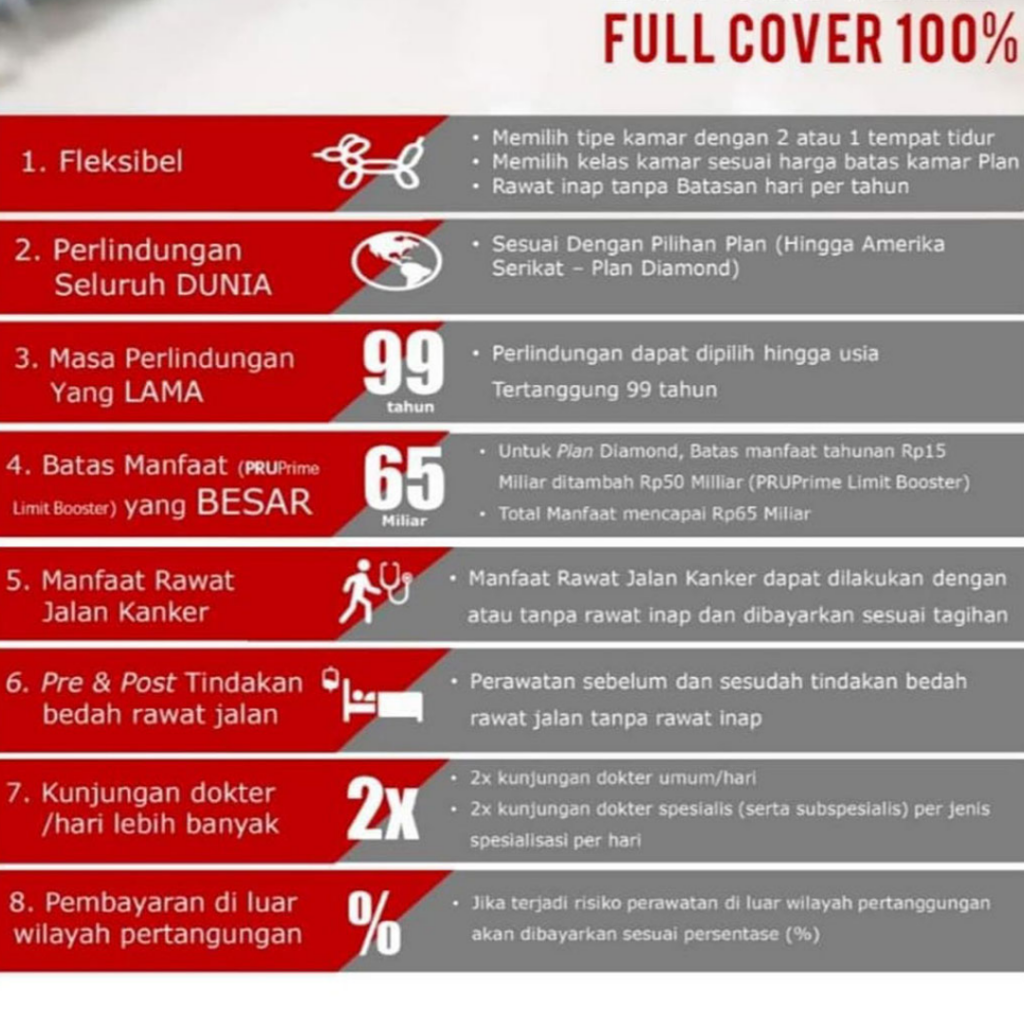 FULL COVER 100%
1. Fleksibel
• Memilih tipe kamar dengan 2 atau 1 tempat tidur
• Memilih kelas kamar sesuai harga batas kamar Plan
• Rawat inap tanpa Batasan hari per tahun
2. Perlindungan
Seluruh DUNIA
• Sesuai Dengan Pilihan Plan (Hingga Amerika
Serikat – Plan Diamond)
3. Masa Perlindungan
Yang LAMA
99
tahun
• Perlindungan dapat dipilih hingga usia
Tertanggung 99 tahun
4. Batas Manfaat (PRUPrime
Limit Booster) yang BESAR
65
Miliar
• Untuk Plan Diamond, Batas manfaat tahunan Rp15
Miliar ditambah Rp50 Milliar (PRUPrime Limit Booster)
• Total Manfaat mencapai Rp65 Miliar
5. Manfaat Rawat
Jalan Kanker
• Manfaat Rawat Jalan Kanker dapat dilakukan dengan
atau tanpa rawat inap dan dibayarkan sesuai tagihan
6. Pre & Post Tindakan
bedah rawat jalan
• Perawatan sebelum dan sesudah tindakan bedah
rawat jalan tanpa rawat inap
7. Kunjungan dokter
/hari lebih banyak
2x
• 2x kunjungan dokter umum/hari
• 2x kunjungan dokter spesialis (serta subspesialis) per jenis
spesialisasi per hari
8. Pembayaran di luar
wilayah pertangungan
%
• Jika terjadi risiko perawatan di luar wilayah pertanggungan
akan dibayarkan sesuai persentase (%)